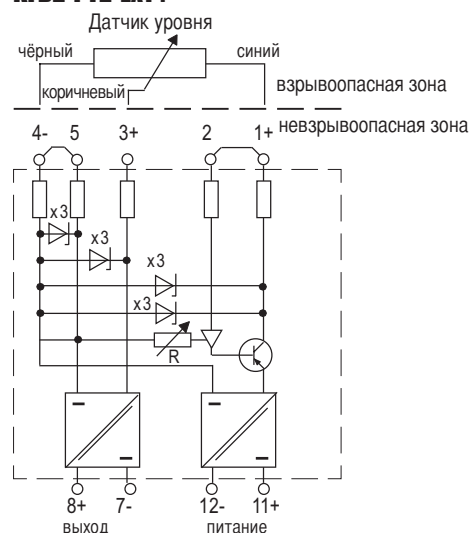 Датчик уровня
чёрный
синий
коричневый
взрывоопасная зона
невзрывоопасная зона
4- 5 3+ 2 1+
x3
x3
x3
x3
R
8+ 7- 12- 11+
выход питание